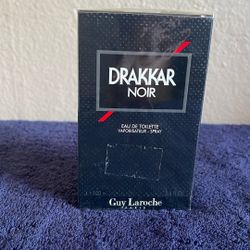 DRAKKAR
NOIR
EAU DE TOILETTE
VAPORISATEUR - SPRAY
Guy Laroche
PARIS